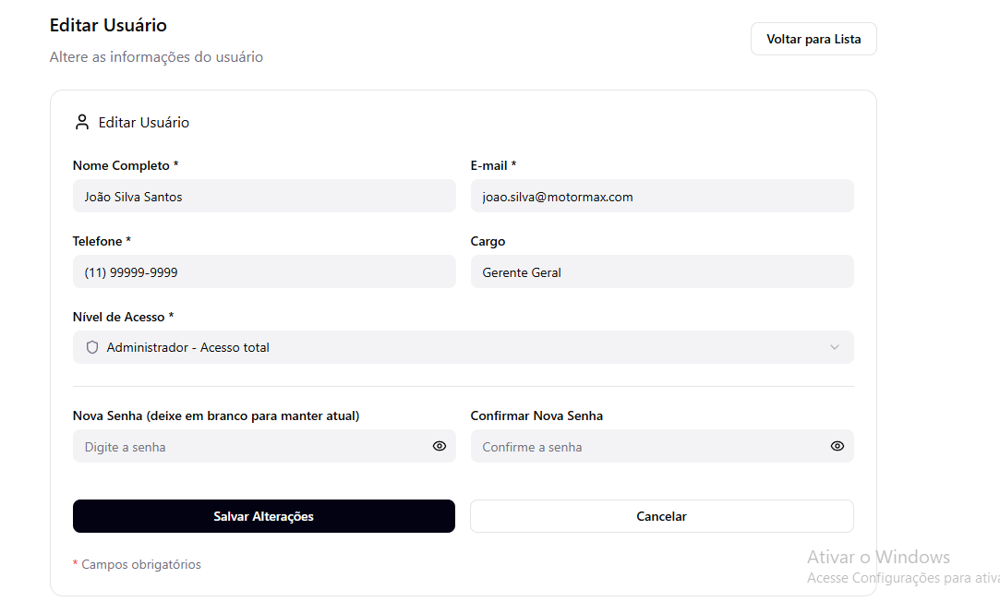 Editar Usuário
Voltar para Lista
Altere as informações do usuário
Editar Usuário
Nome Completo *
E-mail *
João Silva Santos
joao.silva@motormax.com
Telefone *
Cargo
(11) 99999-9999
Gerente Geral
Nível de Acesso *
Administrador - Acesso total
Nova Senha (deixe em branco para manter atual)
Confirmar Nova Senha
Digite a senha
Confirme a senha
Salvar Alterações
Cancelar
* Campos obrigatórios
Ativar o Windows
Acesse Configurações para ativa